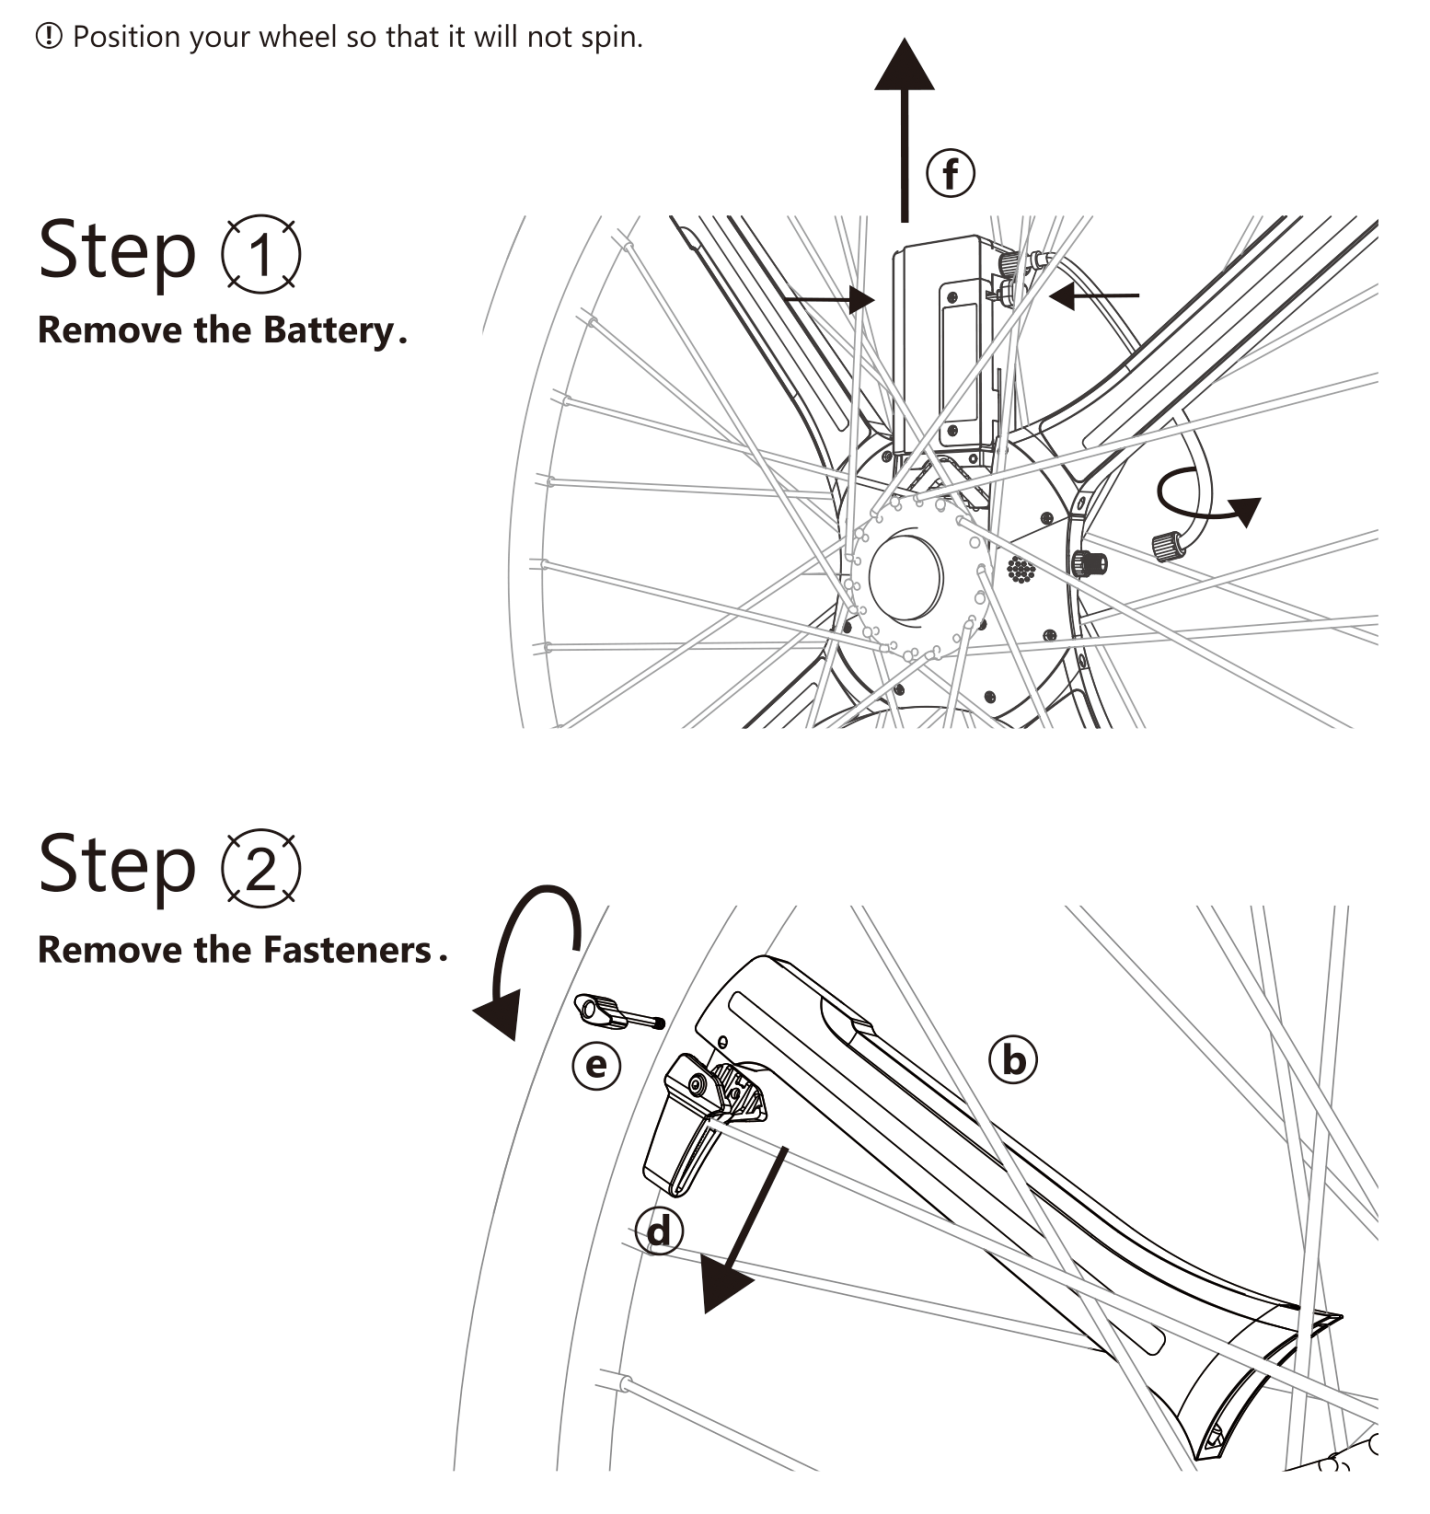 ! Position your wheel so that it will not spin.
f
Step 1
Remove the Battery.
Step 2
Remove the Fasteners.
b
e
d